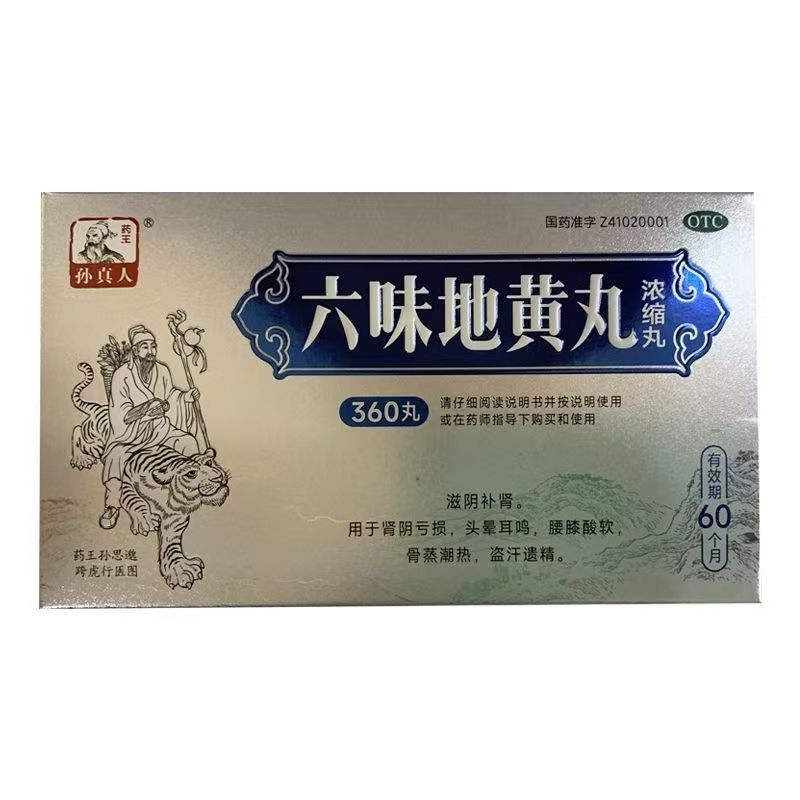 药王
®
孙真人
国药准字 Z41020001
OTC
六味地黄丸
浓缩丸
360丸
请仔细阅读说明书并按说明使用
或在药师指导下购买和使用
滋阴补肾。
用于肾阴亏损，头晕耳鸣，腰膝酸软，
骨蒸潮热，盗汗遗精。
有效期
60
个月
药王孙思邈
跨虎行医图